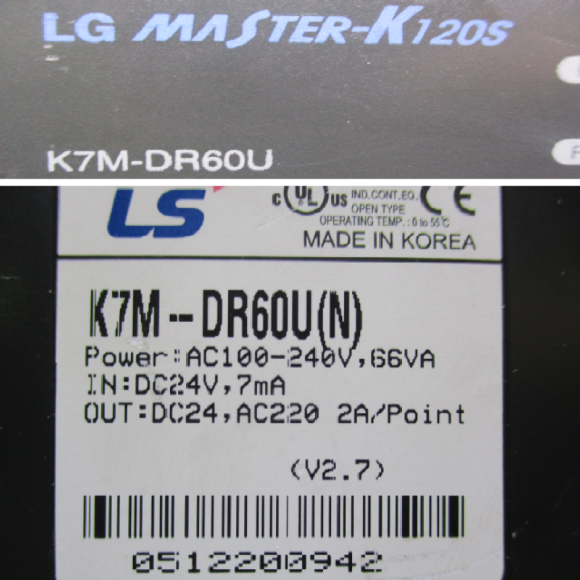 LG MASTER-K120S
K7M-DR60U
LS
c UL US IND.CONT.EQ. CE
OPEN TYPE
OPERATING TEMP.: 0 to 55℃
MADE IN KOREA
K7M--DR60U(N)
Power:AC100-240V,66VA
IN:DC24V,7mA
OUT:DC24,AC220 2A/Point
(V2.7)
0512200942